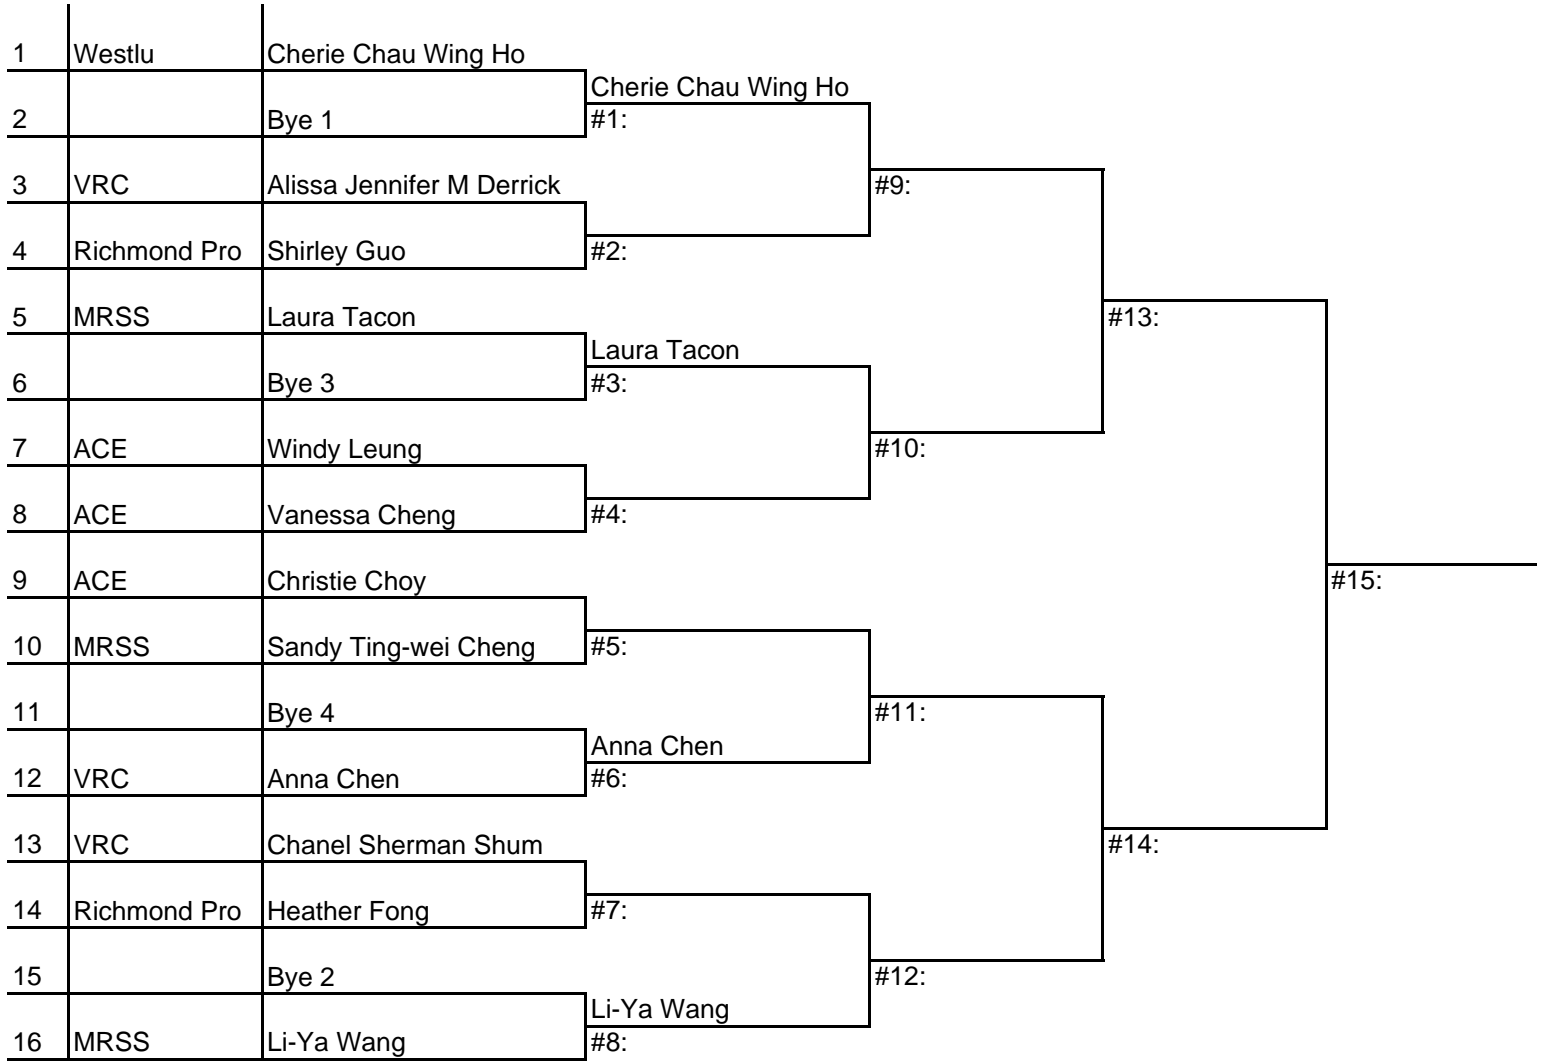 1 Westlu Cherie Chau Wing Ho
Cherie Chau Wing Ho
2 Bye 1 #1:
3 VRC Alissa Jennifer M Derrick #9:
4 Richmond Pro Shirley Guo #2:
5 MRSS Laura Tacon #13:
Laura Tacon
6 Bye 3 #3:
7 ACE Windy Leung #10:
8 ACE Vanessa Cheng #4:
9 ACE Christie Choy #15:
10 MRSS Sandy Ting-wei Cheng #5:
11 Bye 4 #11:
Anna Chen
12 VRC Anna Chen #6:
13 VRC Chanel Sherman Shum #14:
14 Richmond Pro Heather Fong #7:
15 Bye 2 #12:
Li-Ya Wang
16 MRSS Li-Ya Wang #8: